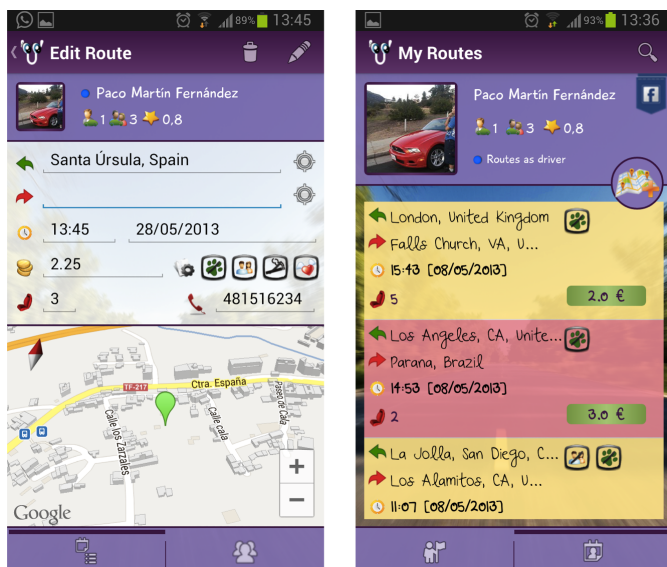 89% 13:45
Edit Route
Paco Martín Fernández
1 3 0,8
Santa Úrsula, Spain
13:45 28/05/2013
2.25
3 481516234
TF-217
Ctra. España
Paseo de Cala
Calle cala
Calle los Zarzales
+
−
Google
93% 13:36
My Routes
Paco Martín Fernández
1 3 0,8
Routes as driver
London, United Kingdom
Falls Church, VA, U...
15:43 [08/05/2013]
5 2.0 €
Los Angeles, CA, Unite...
Parana, Brazil
14:53 [08/05/2013]
2 3.0 €
La Jolla, San Diego, C...
Los Alamitos, CA, U...
11:07 [08/05/2013]